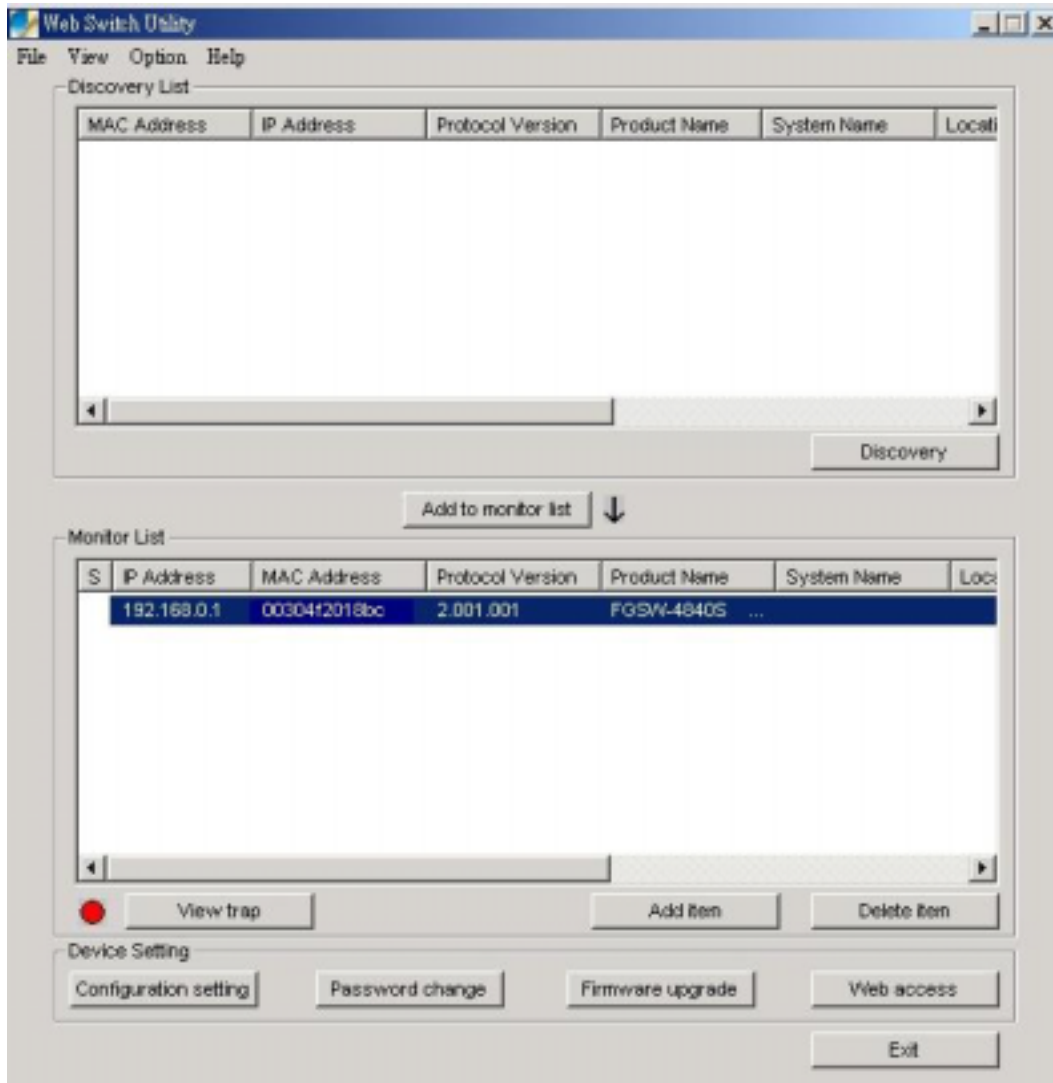 Web Switch Utility
File View Option Help
Discovery List
MAC Address IP Address Protocol Version Product Name System Name Locati
Discovery
Add to monitor list
Monitor List
S IP Address MAC Address Protocol Version Product Name System Name Loca
192.168.0.1 00304f2018bc 2.001.001 FGSW-4840S ...
View trap Add item Delete item
Device Setting
Configuration setting Password change Firmware upgrade Web access
Exit